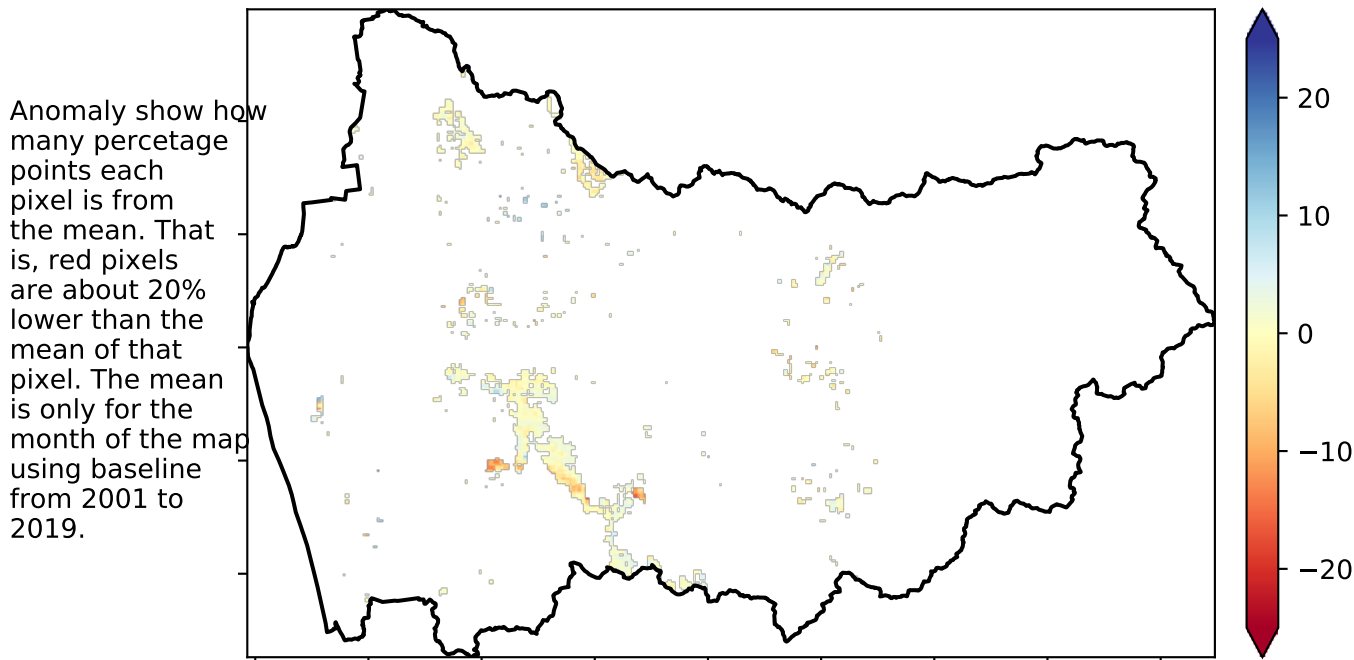 Anomaly show how
many percetage
points each
pixel is from
the mean. That
is, red pixels
are about 20%
lower than the
mean of that
pixel. The mean
is only for the
month of the map
using baseline
from 2001 to
2019.
20
10
0
−10
−20